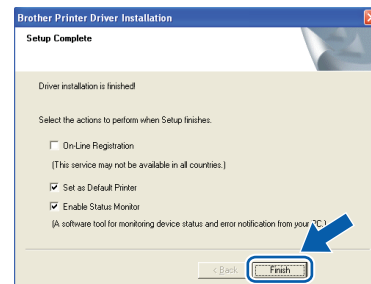 Brother Printer Driver Installation
Setup Complete
Driver installation is finished!
Select the actions to perform when Setup finishes.
On-Line Registration
(This service may not be available in all countries.)
Set as Default Printer
Enable Status Monitor
(A software tool for monitoring device status and error notification from your PC.)
< Back
Finish